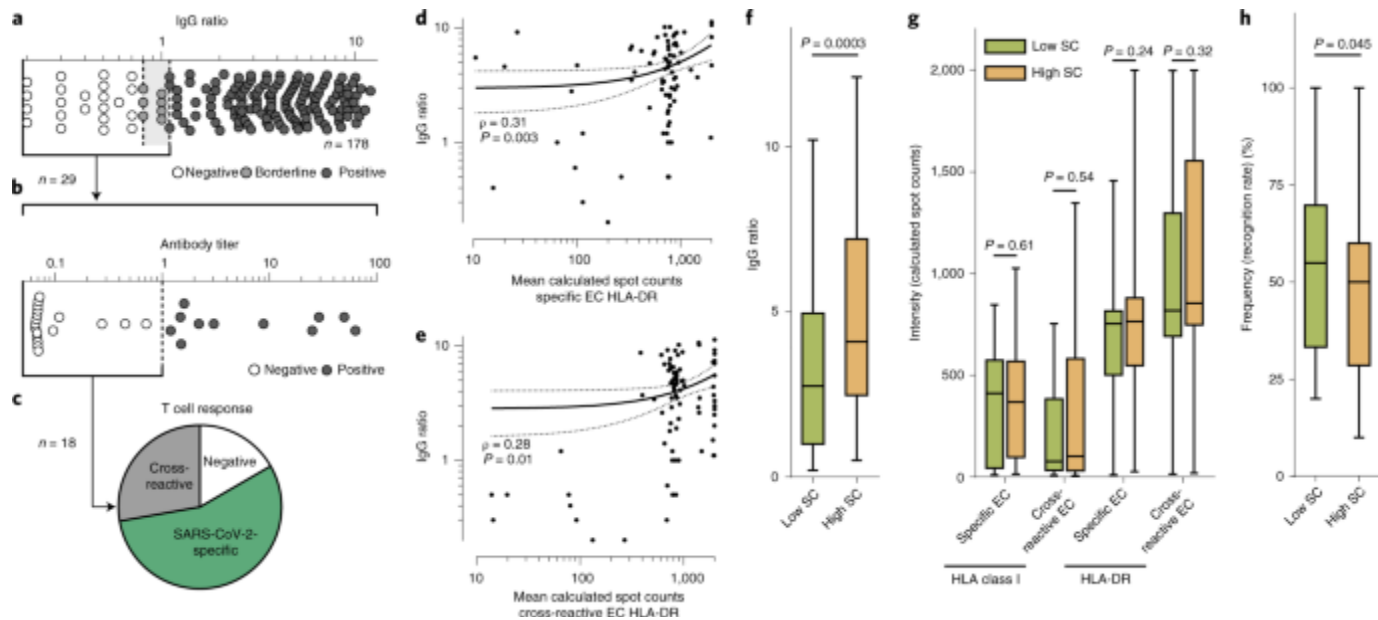 a
IgG ratio
1
10
n = 178
Negative Borderline Positive
n = 29
b
Antibody titer
0.1
1
10
100
Negative Positive
c
T cell response
n = 18
Cross-
reactive
Negative
SARS-CoV-2-
specific
d
IgG ratio
10
1
ρ = 0.31
P = 0.003
10
100
1,000
Mean calculated spot counts
specific EC HLA-DR
e
IgG ratio
10
1
ρ = 0.28
P = 0.01
10
100
1,000
Mean calculated spot counts
cross-reactive EC HLA-DR
f
P = 0.0003
IgG ratio
10
5
0
Low SC
High SC
g
Low SC
High SC
P = 0.24
P = 0.32
P = 0.54
P = 0.61
Intensity (calculated spot counts)
2,000
1,500
1,000
500
0
Specific EC
Cross-
reactive EC
Specific EC
Cross-
reactive EC
HLA class I
HLA-DR
h
P = 0.045
Frequency (recognition rate) (%)
100
75
50
25
0
Low SC
High SC